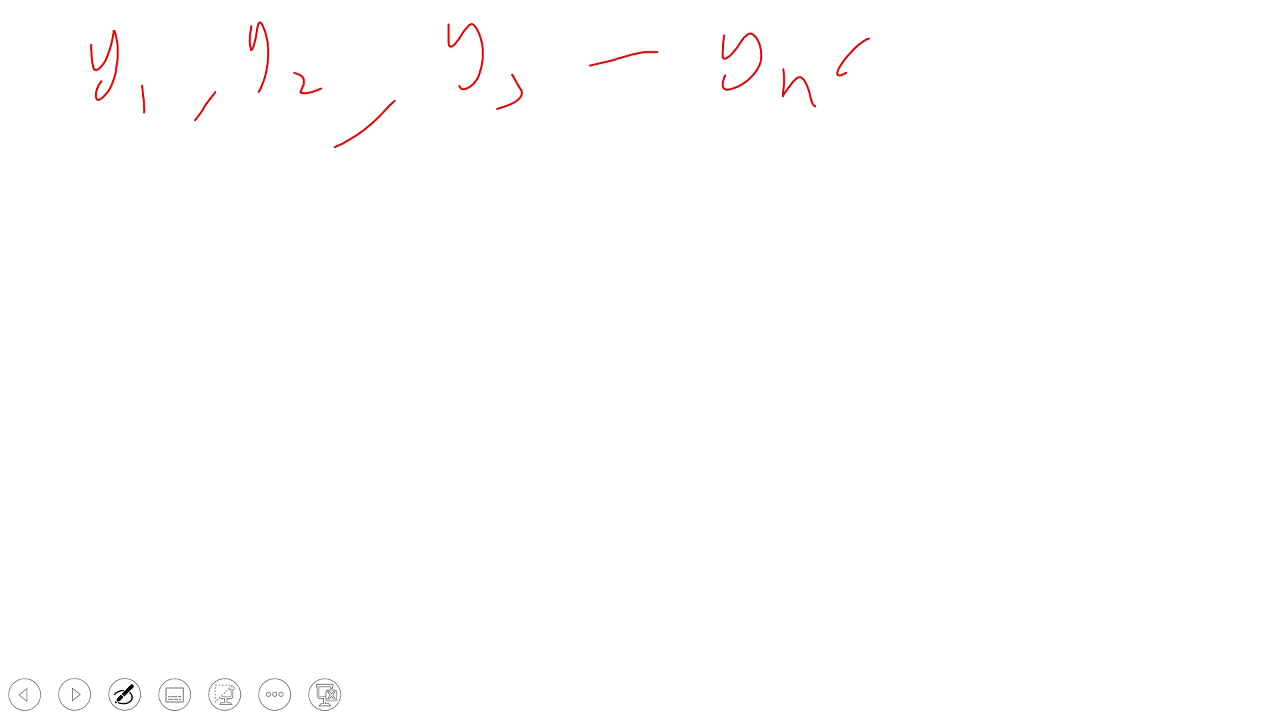 y₁, y₂, y₃ — yₙ